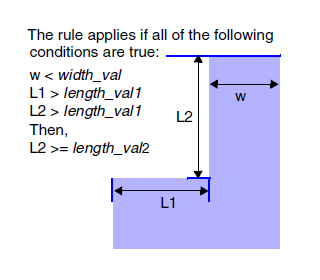 The rule applies if all of the following
conditions are true:
w < width_val
L1 > length_val1
L2 > length_val1
Then,
L2 >= length_val2
L2
w
L1